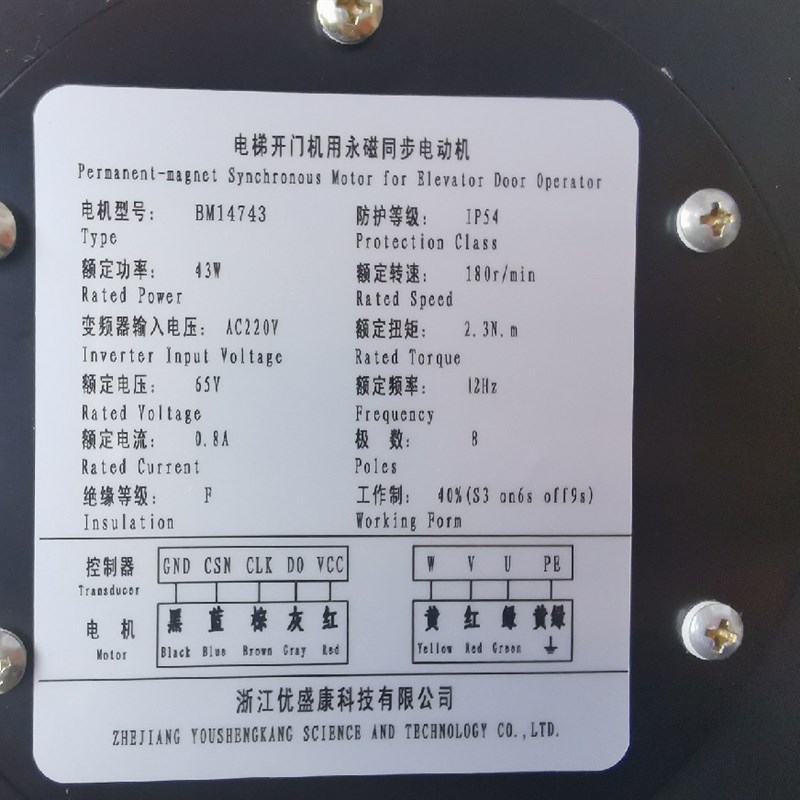 电梯开门机用永磁同步电动机
Permanent-magnet Synchronous Motor for Elevator Door Operator
电机型号: BM14743 防护等级: IP54
Type Protection Class
额定功率: 43W 额定转速: 180r/min
Rated Power Rated Speed
变频器输入电压: AC220V 额定扭矩: 2.3N.m
Inverter Input Voltage Rated Torque
额定电压: 65V 额定频率: 12Hz
Rated Voltage Frequency
额定电流: 0.8A 极 数: 8
Rated Current Poles
绝缘等级: F 工作制: 40%(S3 on6s off9s)
Insulation Working Form
控制器 GND CSN CLK DO VCC W V U PE
Transducer
电 机 黑 蓝 棕 灰 红 黄 红 绿 黄绿
Motor Black Blue Brown Gray Red Yellow Red Green ⏚
浙江优盛康科技有限公司
ZHEJIANG YOUSHENGKANG SCIENCE AND TECHNOLOGY CO.,LTD.